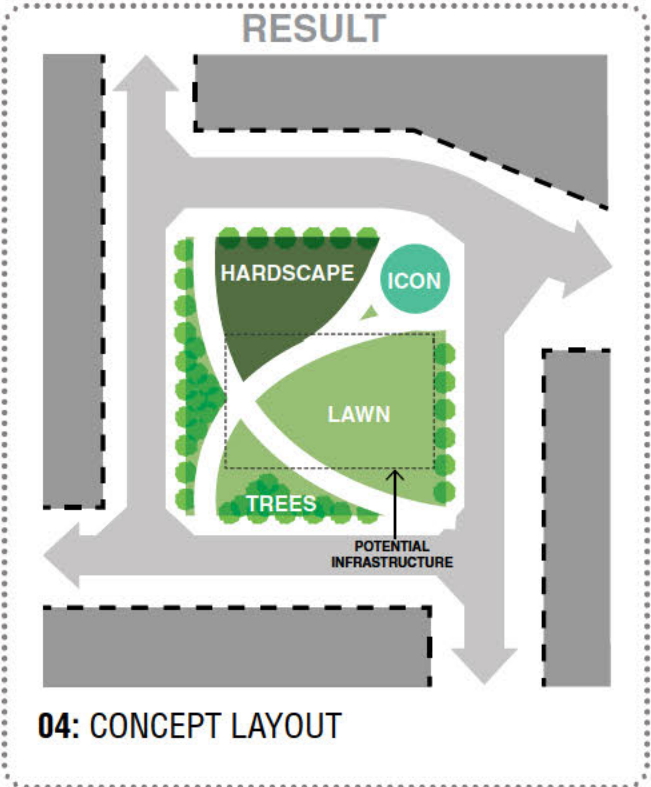 RESULT
HARDSCAPE
ICON
LAWN
TREES
POTENTIAL
INFRASTRUCTURE
04: CONCEPT LAYOUT